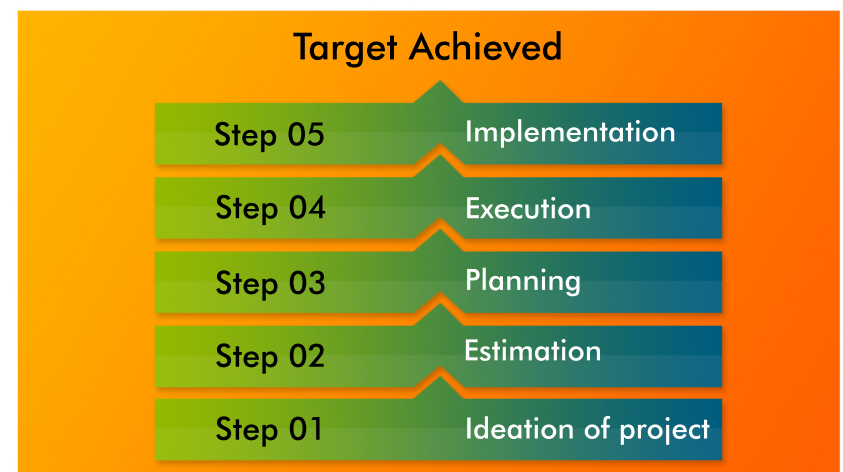 Target Achieved
Step 05 Implementation
Step 04 Execution
Step 03 Planning
Step 02 Estimation
Step 01 Ideation of project